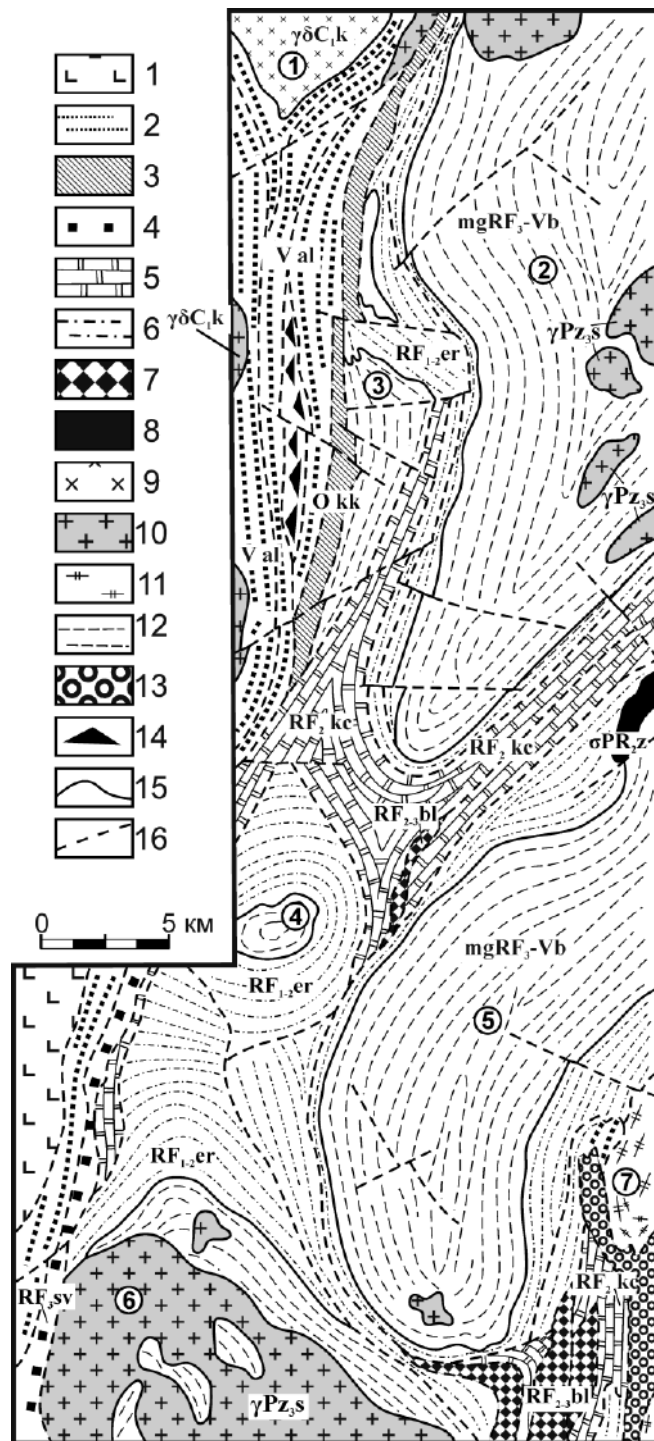 1
2
3
4
5
6
7
8
9
10
11
12
13
14
15
16
0 5 км
γδC₁k
①
mgRF₃-Vb
②
V al
γδC₁k
γPz₃s
RF₁₋₂er
③
γPz₃s
O kk
V al
RF₂ kc
RF₂ kc
σPR₂z
RF₂₋₃bl
④
mgRF₃-Vb
RF₁₋₂er
⑤
RF₁₋₂er
⑦
RF₃sv
⑥
γPz₃s
RF₂₋₃bl